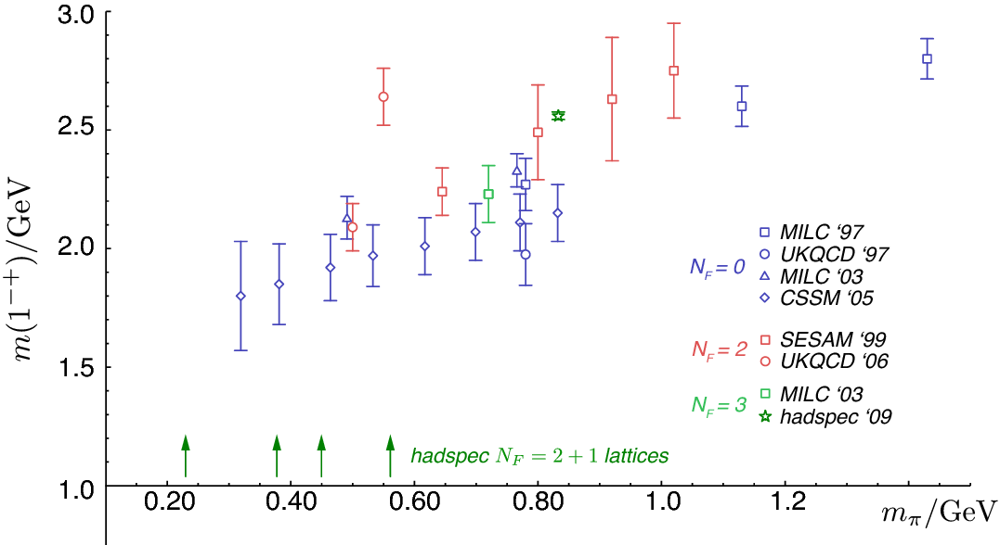 3.0
2.5
2.0
1.5
1.0
m(1⁻⁺)/GeV
0.20 0.40 0.60 0.80 1.0 1.2
mπ/GeV
N_F = 0
MILC ‘97
UKQCD ‘97
MILC ‘03
CSSM ‘05
N_F = 2
SESAM ‘99
UKQCD ‘06
N_F = 3
MILC ‘03
hadspec ‘09
hadspec N_F = 2 + 1 lattices